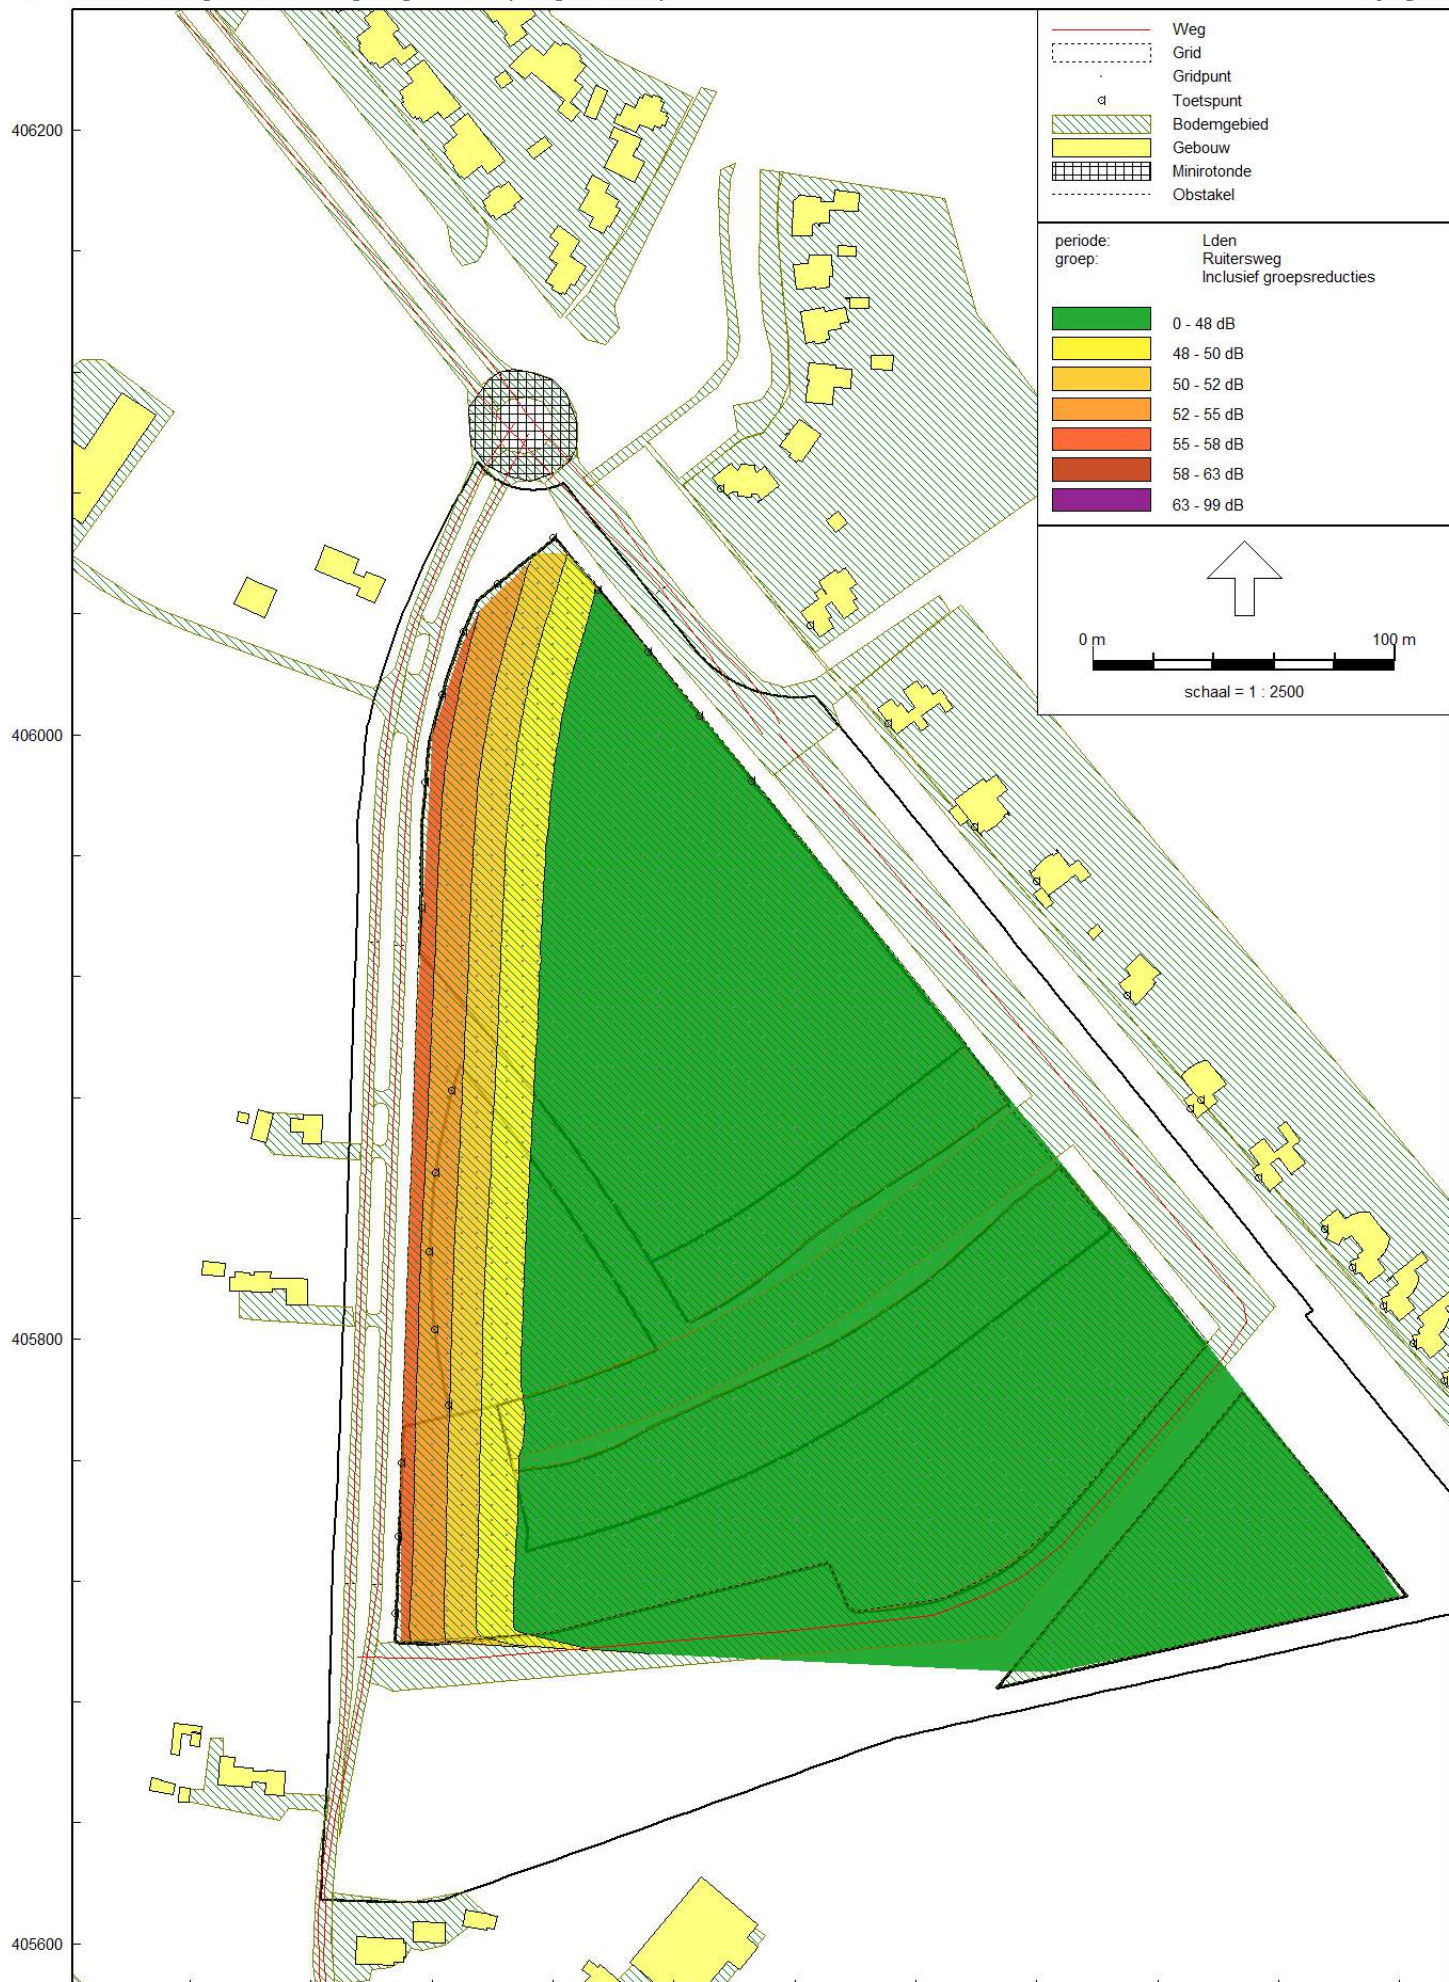 Weg
Grid
Gridpunt
Toetspunt
Bodemgebied
Gebouw
Minirotonde
Obstakel
periode: Lden
groep: Ruitersweg
Inclusief groepsreducties
0 - 48 dB
48 - 50 dB
50 - 52 dB
52 - 55 dB
55 - 58 dB
58 - 63 dB
63 - 99 dB
0 m 100 m
schaal = 1 : 2500
406200
406000
405800
405600